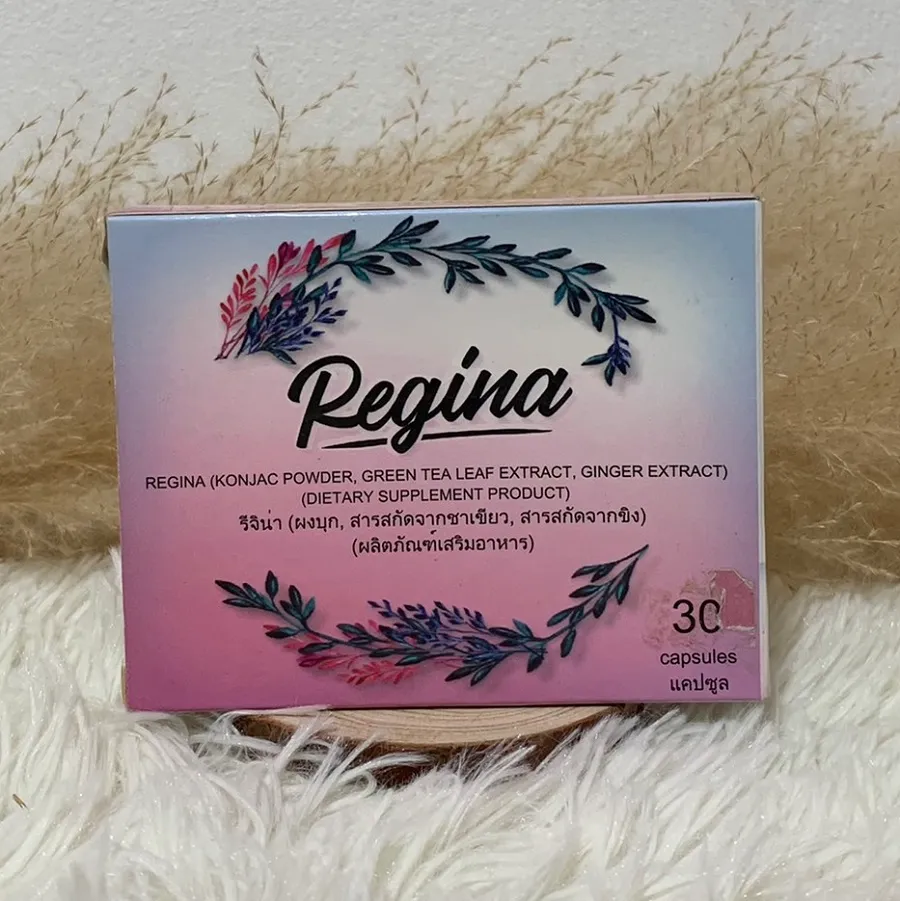 Regina
REGINA (KONJAC POWDER, GREEN TEA LEAF EXTRACT, GINGER EXTRACT)
(DIETARY SUPPLEMENT PRODUCT)
รีจิน่า (ผงบุก, สารสกัดจากชาเขียว, สารสกัดจากขิง)
(ผลิตภัณฑ์เสริมอาหาร)
30
capsules
แคปซูล